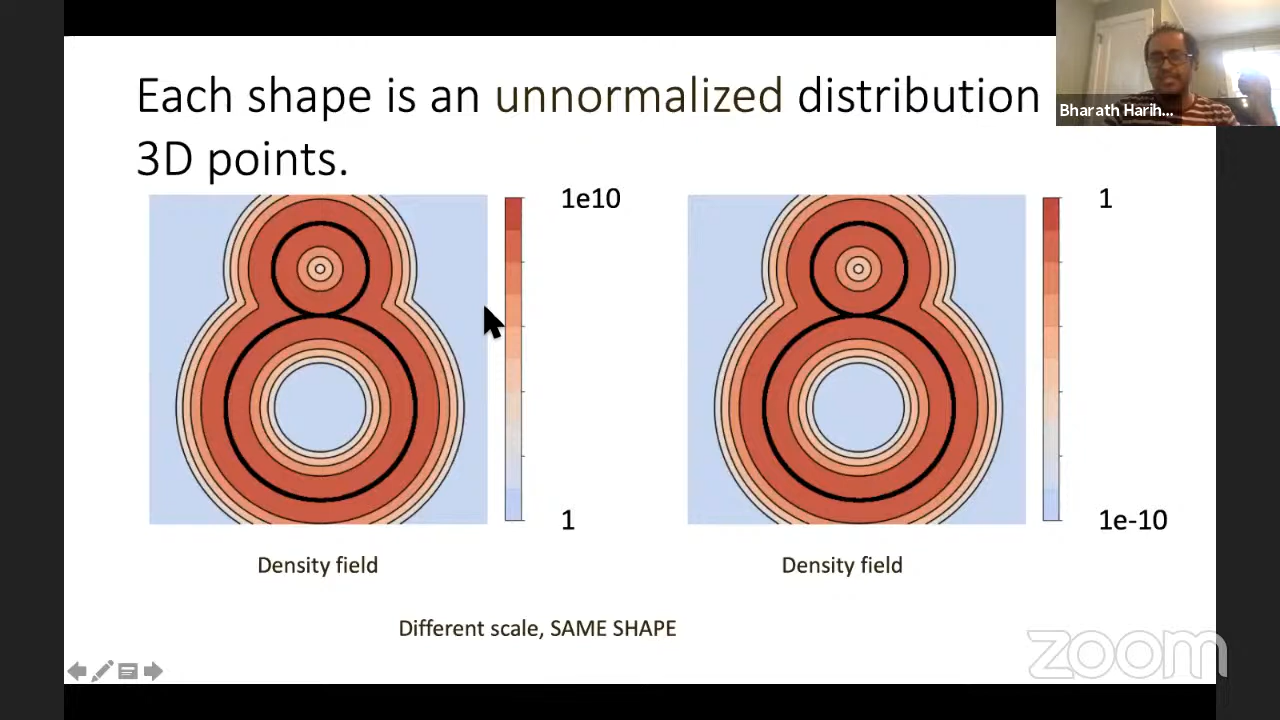 Each shape is an unnormalized distribution
3D points.
Bharath Harih...
1e10
1
1
1e-10
Density field
Density field
Different scale, SAME SHAPE
zoom